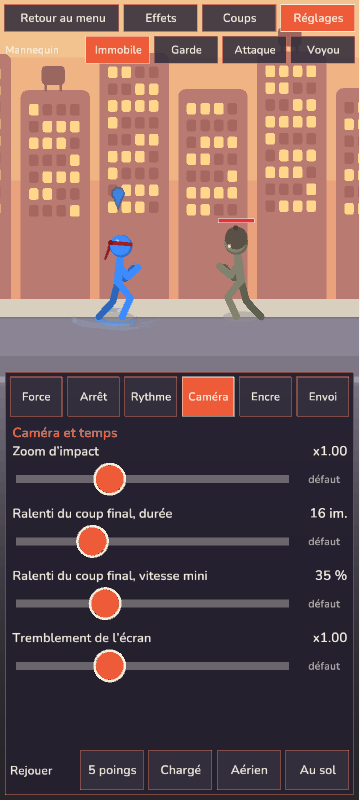 Retour au menu Effets Coups Réglages
Mannequin Immobile Garde Attaque Voyou
Force Arrêt Rythme Caméra Encre Envoi
Caméra et temps
Zoom d'impact x1.00
défaut
Ralenti du coup final, durée 16 im.
défaut
Ralenti du coup final, vitesse mini 35 %
défaut
Tremblement de l'écran x1.00
défaut
Rejouer 5 poings Chargé Aérien Au sol